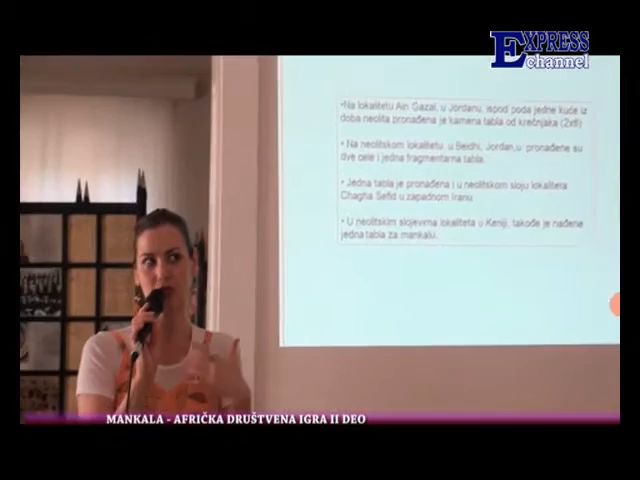 EXPRESS
channel
•Na lokalitetu Ain Gazal, u Jordanu, ispod poda jedne kuće iz
doba neolita pronađena je kamena tabla od krečnjaka (2x6)
• Na neolitskom lokalitetu u Beidhi, Jordan,u pronađene su
dve cele i jedna fragmentarna tabla.
• Jedna tabla je pronađena i u neolitskom sloju lokaliteta
Chagha Sefid u zapadnom Iranu.
• U neolitskim slojevima lokaliteta u Keniji, takođe je nađena
jedna tabla za mankalu.
MANKALA - AFRIČKA DRUŠTVENA IGRA II DEO